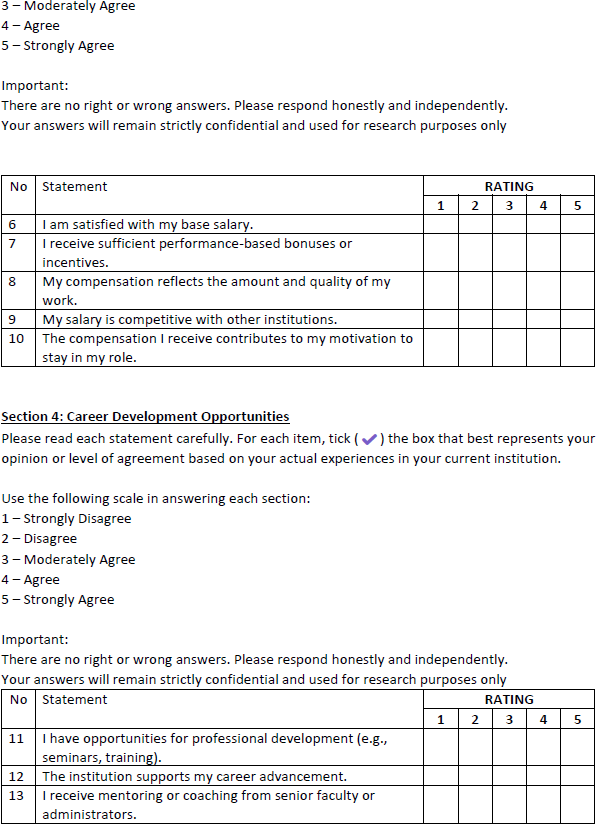 3 – Moderately Agree
4 – Agree
5 – Strongly Agree
Important:
There are no right or wrong answers. Please respond honestly and independently.
Your answers will remain strictly confidential and used for research purposes only
No Statement RATING
1 2 3 4 5
6 I am satisfied with my base salary.
7 I receive sufficient performance-based bonuses or
incentives.
8 My compensation reflects the amount and quality of my
work.
9 My salary is competitive with other institutions.
10 The compensation I receive contributes to my motivation to
stay in my role.
Section 4: Career Development Opportunities
Please read each statement carefully. For each item, tick ( ✓ ) the box that best represents your
opinion or level of agreement based on your actual experiences in your current institution.
Use the following scale in answering each section:
1 – Strongly Disagree
2 – Disagree
3 – Moderately Agree
4 – Agree
5 – Strongly Agree
Important:
There are no right or wrong answers. Please respond honestly and independently.
Your answers will remain strictly confidential and used for research purposes only
No Statement RATING
1 2 3 4 5
11 I have opportunities for professional development (e.g.,
seminars, training).
12 The institution supports my career advancement.
13 I receive mentoring or coaching from senior faculty or
administrators.